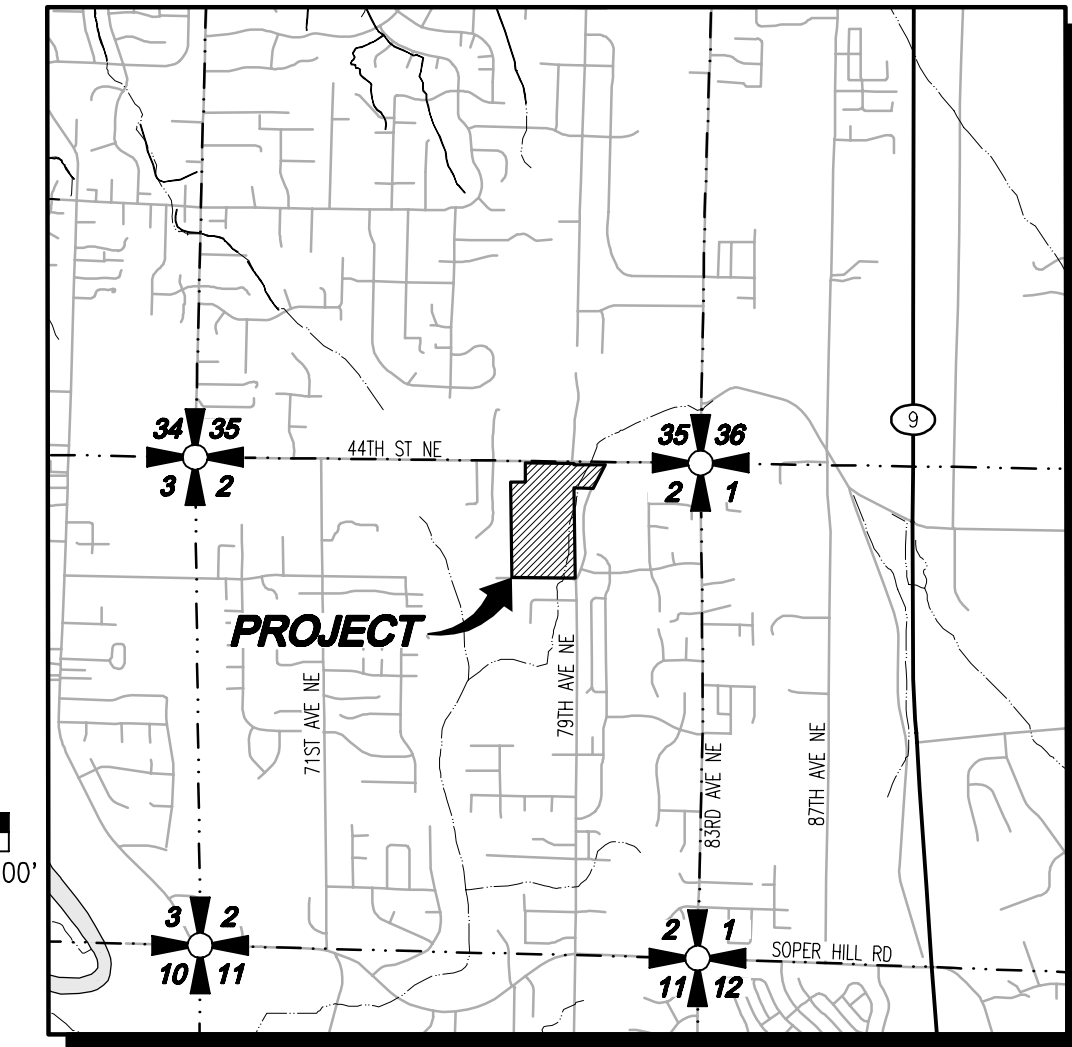 9
34 35
3 2
44TH ST NE
35 36
2 1
PROJECT
71ST AVE NE
79TH AVE NE
83RD AVE NE
87TH AVE NE
00'
3 2
10 11
2 1
11 12
SOPER HILL RD